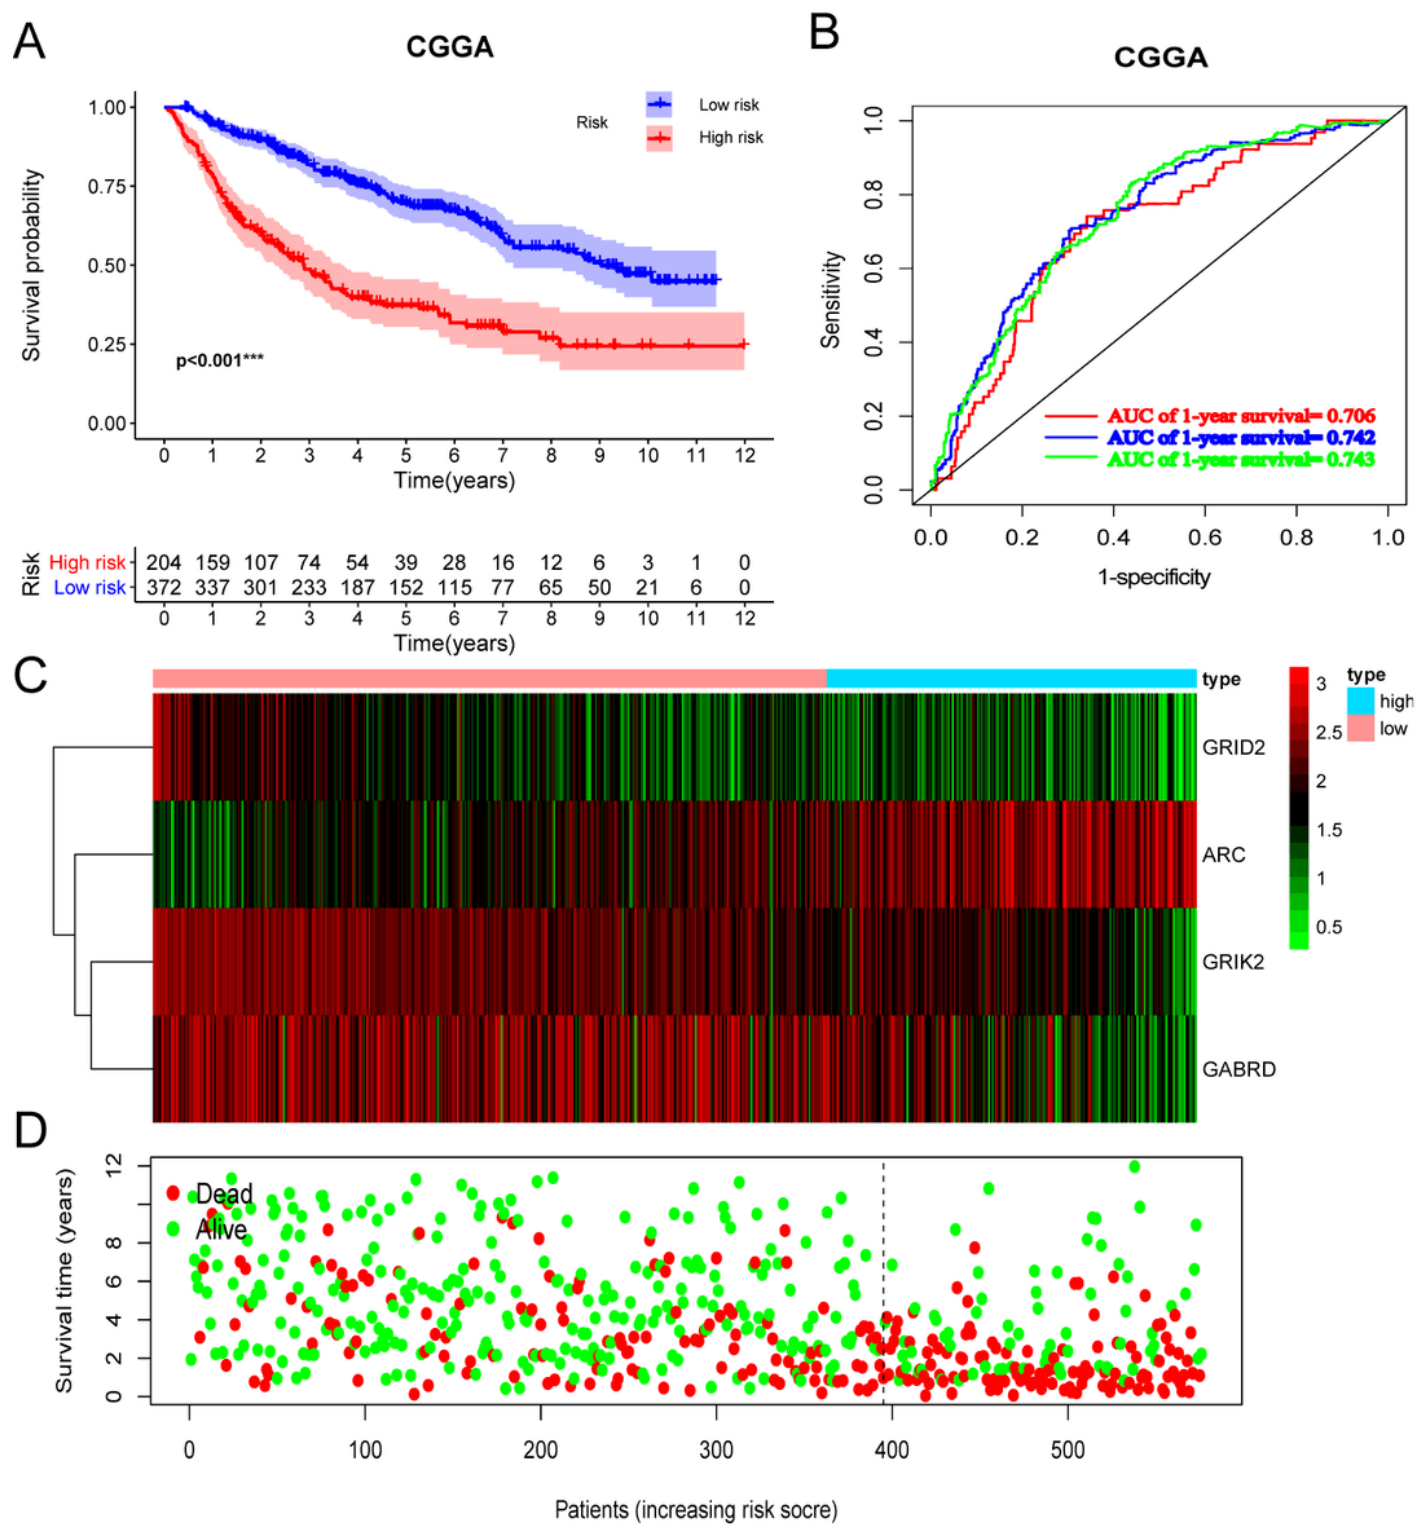 A
CGGA
Risk
Low risk
High risk
Survival probability
1.00
0.75
0.50
0.25
0.00
p<0.001***
0 1 2 3 4 5 6 7 8 9 10 11 12
Time(years)
Risk
High risk 204 159 107 74 54 39 28 16 12 6 3 1 0
Low risk 372 337 301 233 187 152 115 77 65 50 21 6 0
0 1 2 3 4 5 6 7 8 9 10 11 12
Time(years)
B
CGGA
Sensitivity
1.0
0.8
0.6
0.4
0.2
0.0
AUC of 1-year survival= 0.706
AUC of 1-year survival= 0.742
AUC of 1-year survival= 0.743
0.0 0.2 0.4 0.6 0.8 1.0
1-specificity
C
type
GRID2
ARC
GRIK2
GABRD
3
2.5
2
1.5
1
0.5
type
high
low
D
Survival time (years)
12
8
6
4
2
0
Dead
Alive
0 100 200 300 400 500
Patients (increasing risk socre)